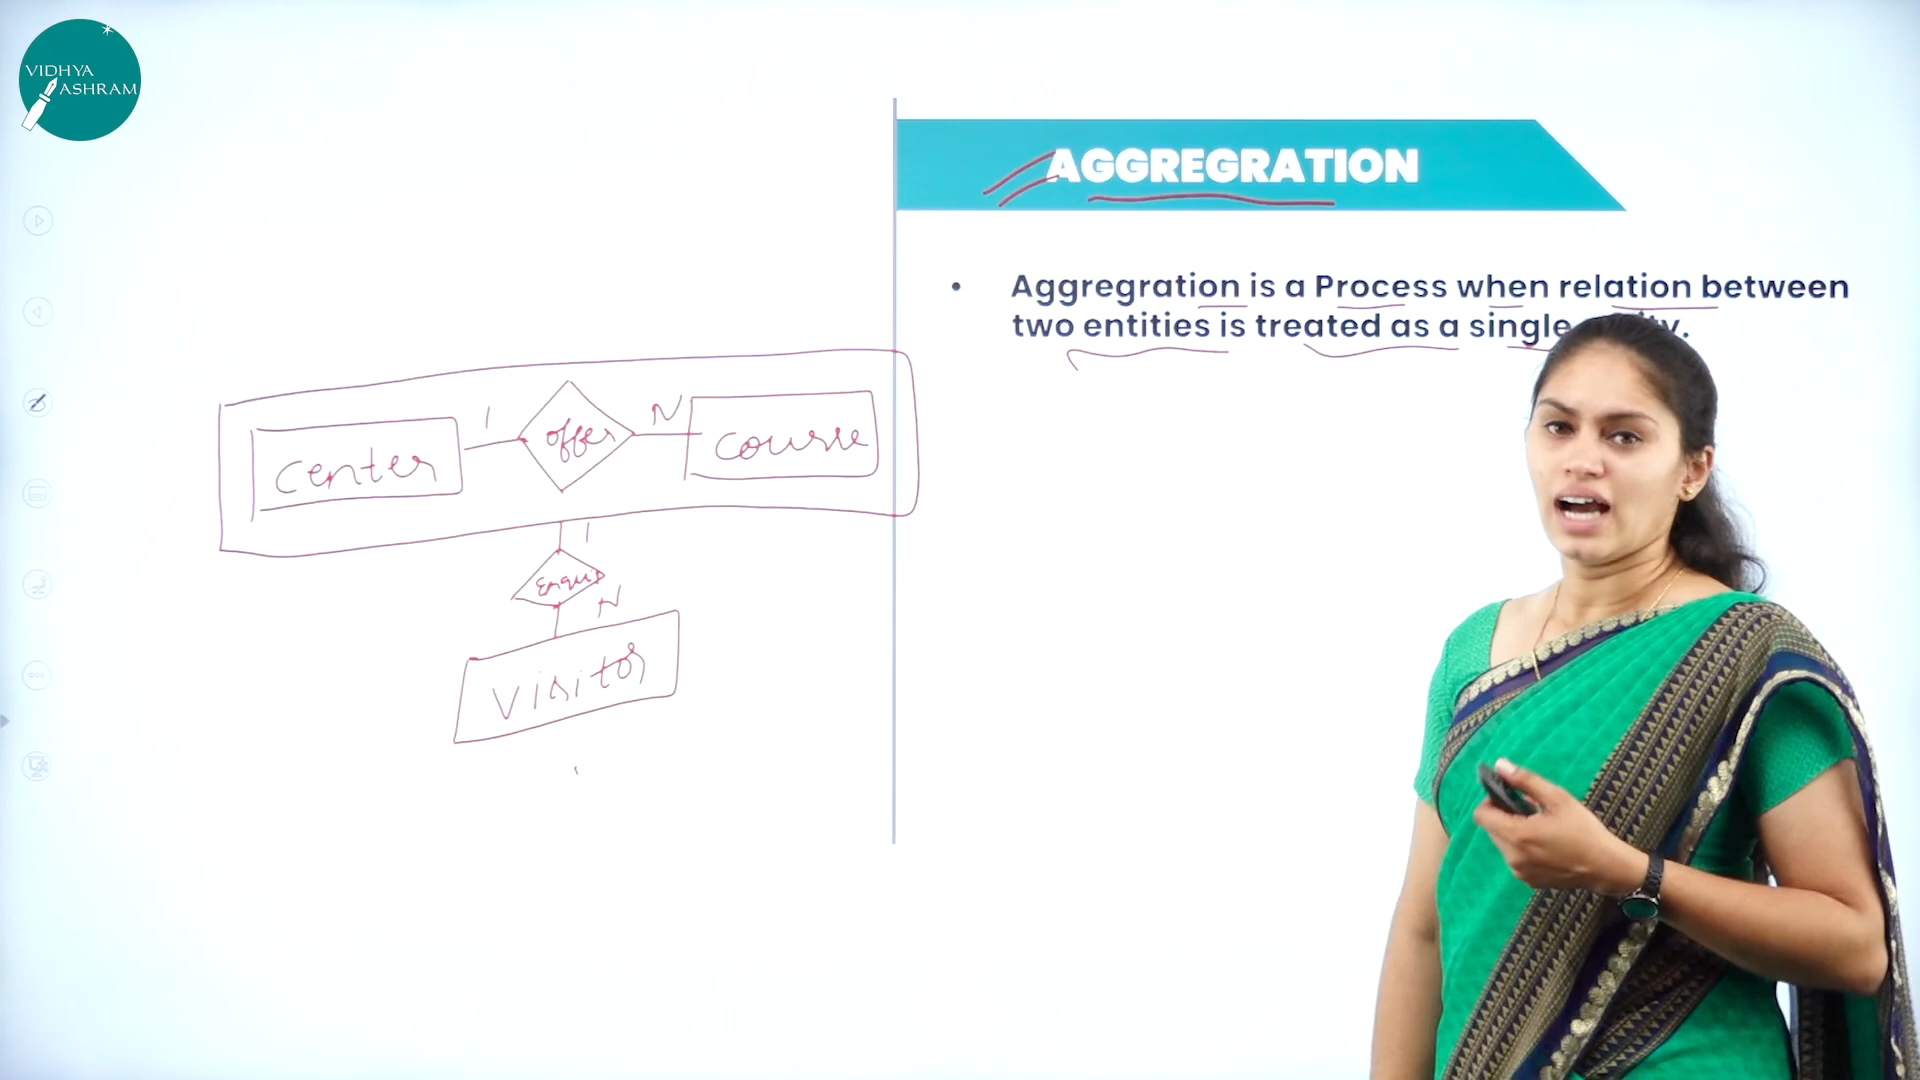 VIDHYA
ASHRAM
AGGREGRATION
• Aggregration is a Process when relation between
two entities is treated as a single
1
N
center
offer
course
1
N
visitor